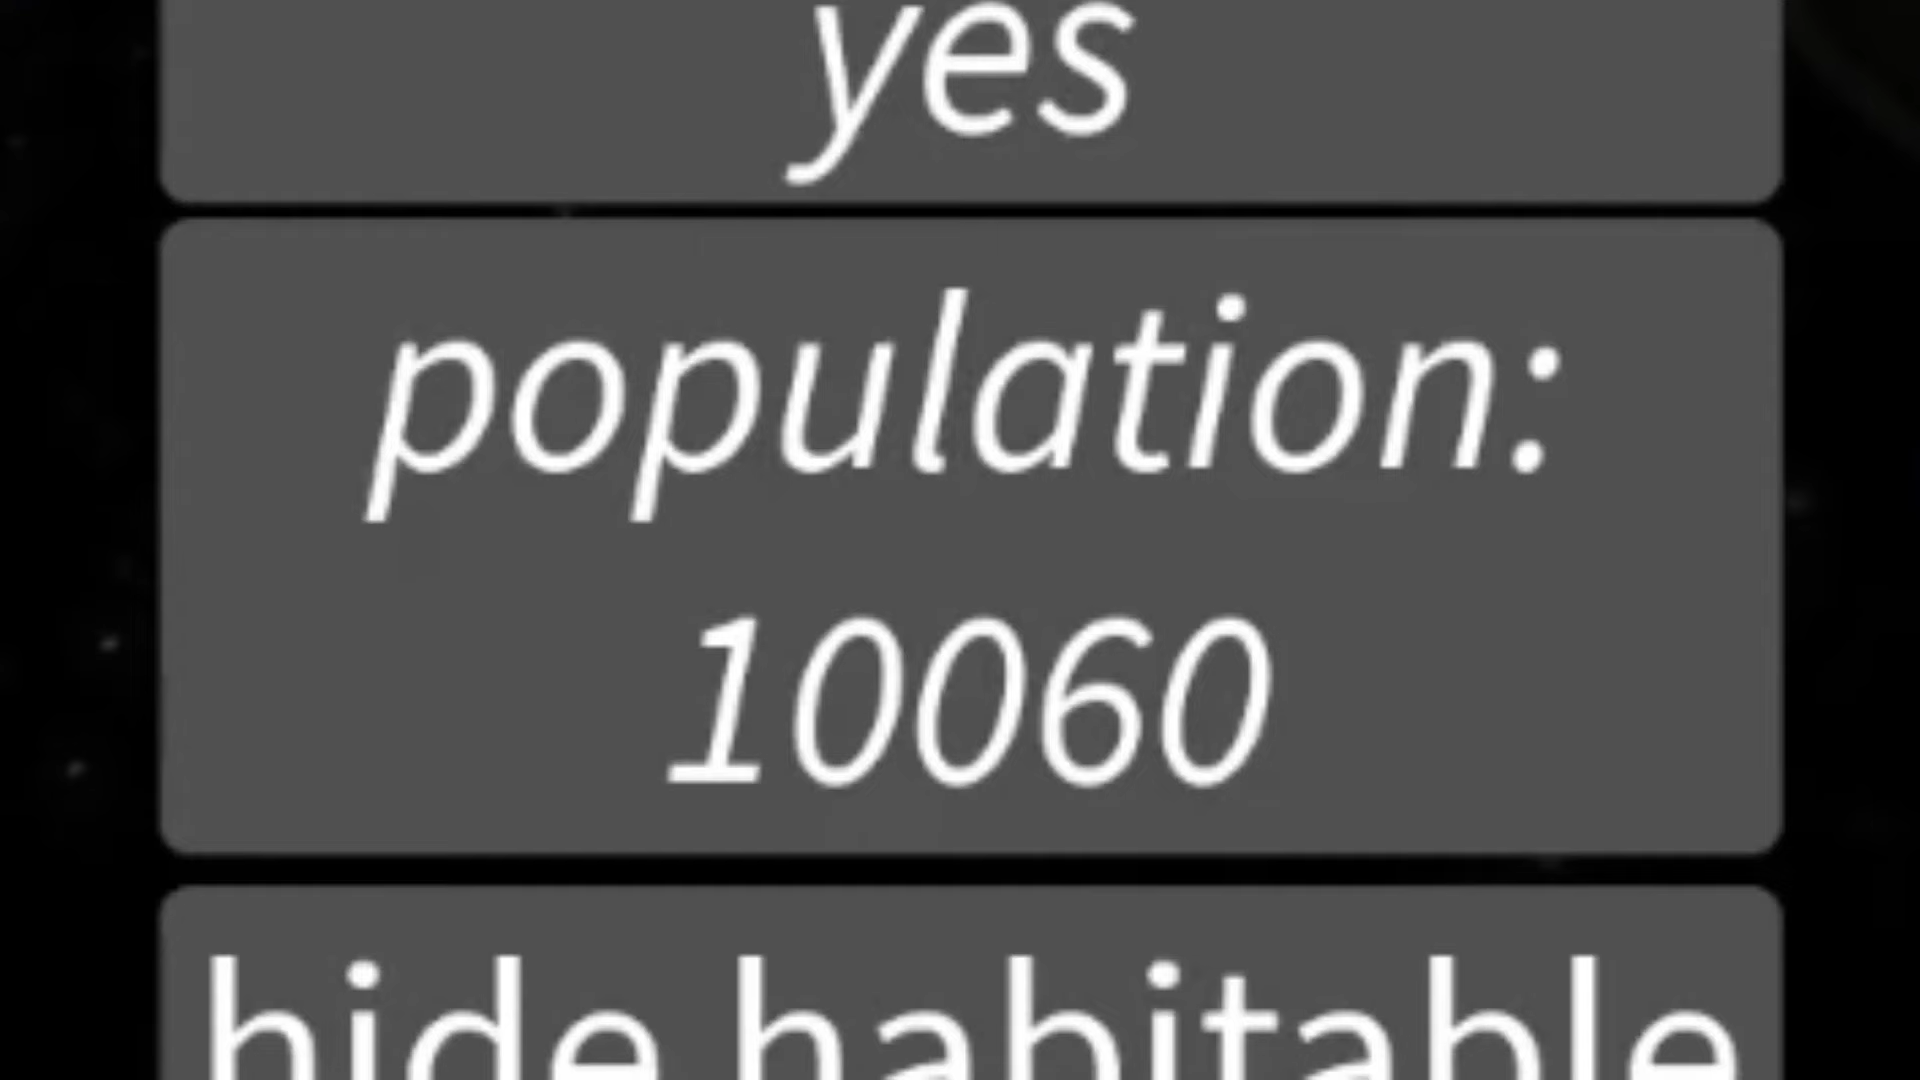 yes
population:
10060
hide habitable